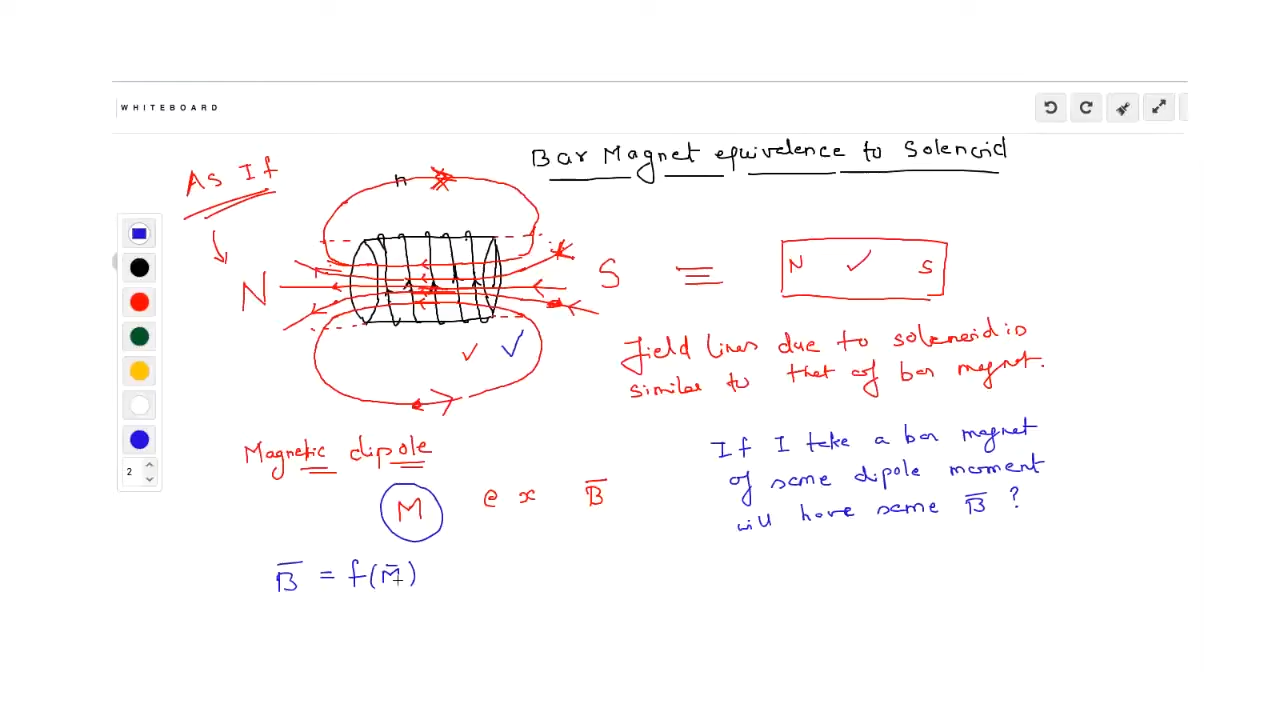 WHITEBOARD
Bar Magnet equivelence to Solenoid
As If
n
N
S
≡
N ✓ S
✓ ✓
Field lines due to solenoid is
similar to that of bar magnet.
Magnetic dipole
M @ x B̅
If I take a bar magnet
of same dipole moment
will have same B̅ ?
B̅ = f(M̅)
2